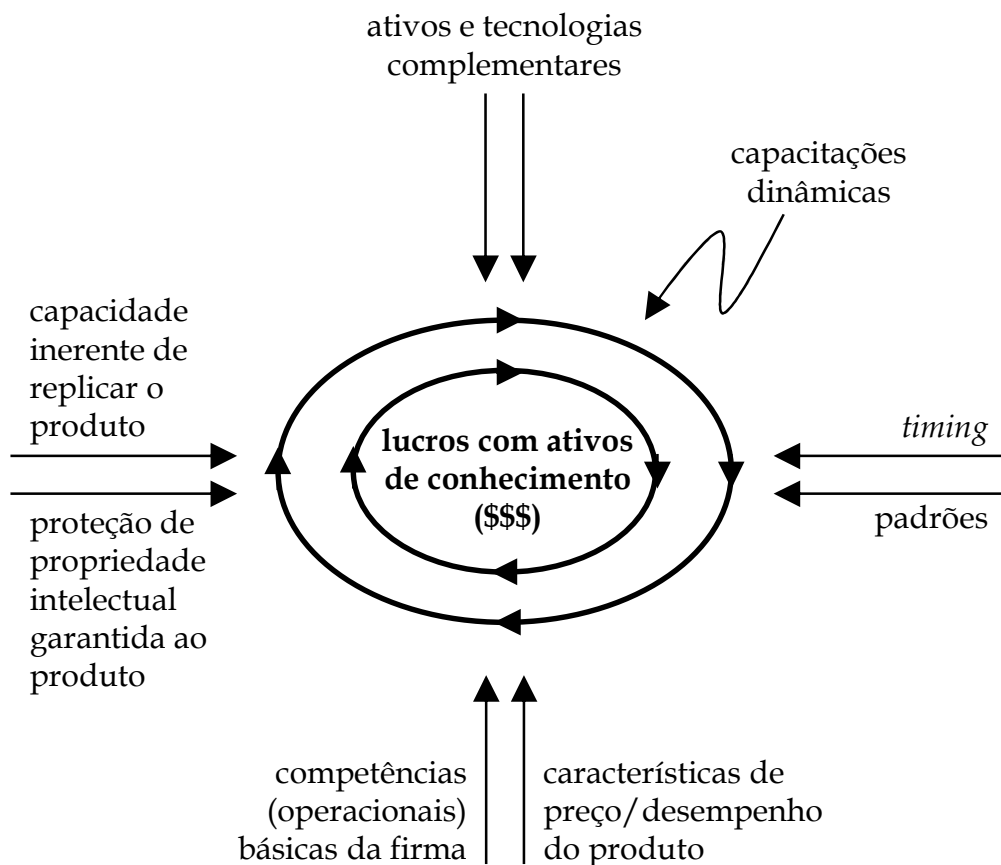 ativos e tecnologias
complementares
capacitações
dinâmicas
capacidade
inerente de
replicar o
produto
lucros com ativos
de conhecimento
($$$)
timing
padrões
proteção de
propriedade
intelectual
garantida ao
produto
competências
(operacionais)
básicas da firma
características de
preço/desempenho
do produto